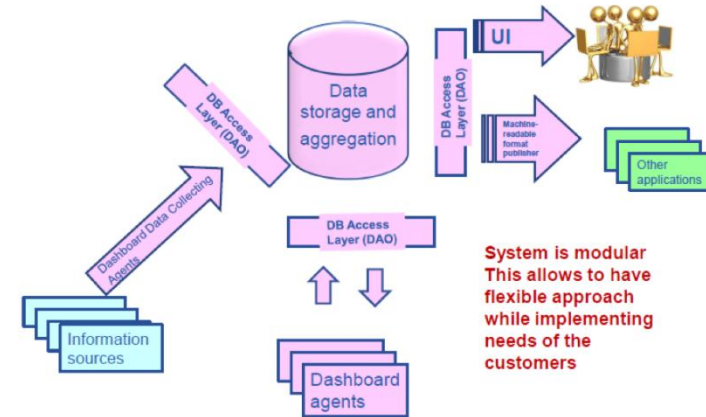 UI
Data
storage and
aggregation
DB Access
Layer (DAO)
DB Access
Layer (DAO)
Machine-
readable
format
publisher
Other
applications
Dashboard Data Collecting
Agents
DB Access
Layer (DAO)
System is modular
This allows to have
flexible approach
while implementing
needs of the
customers
Information
sources
Dashboard
agents